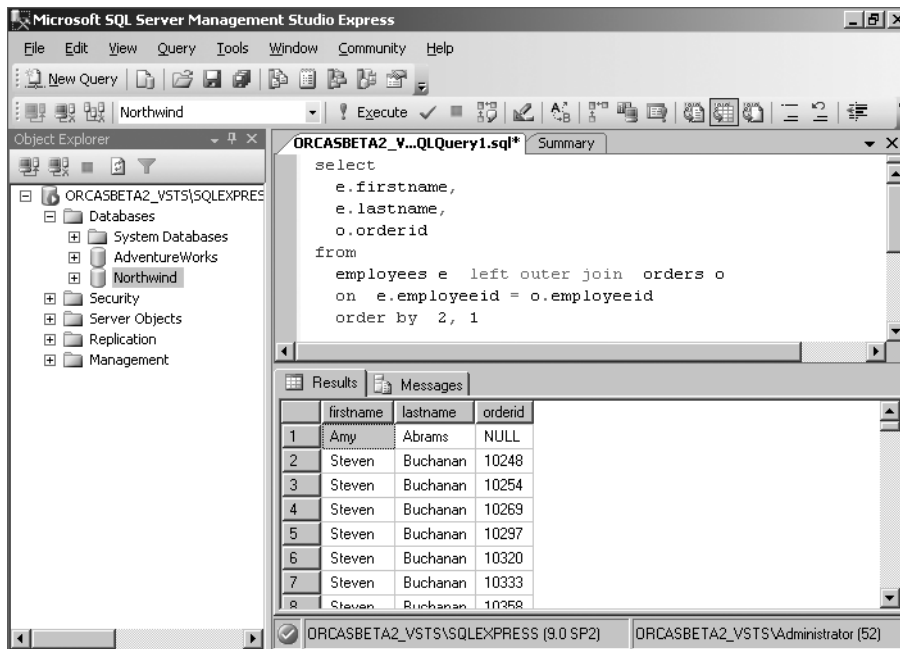 Microsoft SQL Server Management Studio Express
File Edit View Query Tools Window Community Help
New Query
Northwind Execute
Object Explorer
ORCASBETA2_VSTS\SQLEXPRES
Databases
System Databases
AdventureWorks
Northwind
Security
Server Objects
Replication
Management
ORCASBETA2_V...QLQuery1.sql* Summary
select
e.firstname,
e.lastname,
o.orderid
from
employees e left outer join orders o
on e.employeeid = o.employeeid
order by 2, 1
Results Messages
firstname lastname orderid
1 Amy Abrams NULL
2 Steven Buchanan 10248
3 Steven Buchanan 10254
4 Steven Buchanan 10269
5 Steven Buchanan 10297
6 Steven Buchanan 10320
7 Steven Buchanan 10333
8 Steven Buchanan 10358
ORCASBETA2_VSTS\SQLEXPRESS (9.0 SP2) ORCASBETA2_VSTS\Administrator (52)